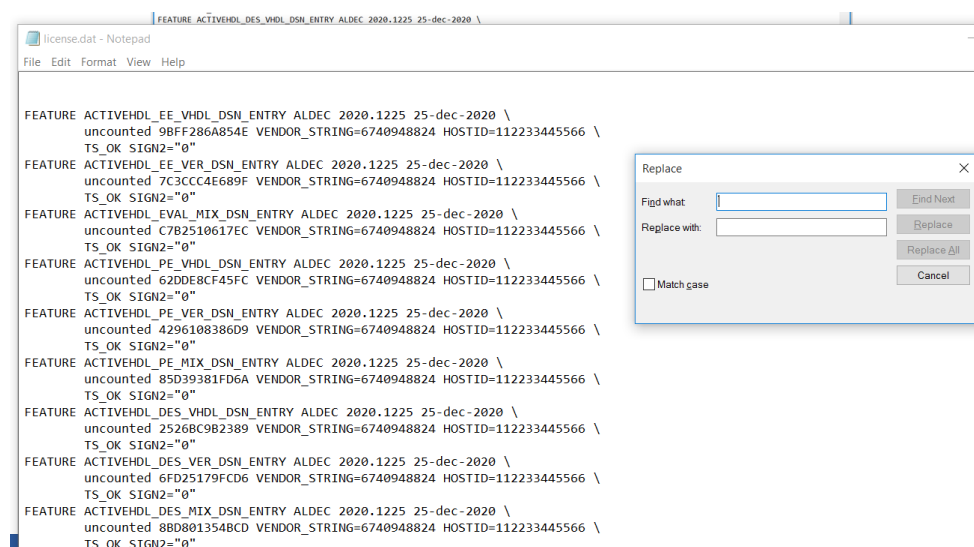 FEATURE ACTIVEHDL_DES_VHDL_DSN_ENTRY ALDEC 2020.1225 25-dec-2020 \
license.dat - Notepad
File Edit Format View Help
FEATURE ACTIVEHDL_EE_VHDL_DSN_ENTRY ALDEC 2020.1225 25-dec-2020 \
uncounted 9BFF286A854E VENDOR_STRING=6740948824 HOSTID=112233445566 \
TS_OK SIGN2="0"
FEATURE ACTIVEHDL_EE_VER_DSN_ENTRY ALDEC 2020.1225 25-dec-2020 \
uncounted 7C3CCC4E689F VENDOR_STRING=6740948824 HOSTID=112233445566 \
TS_OK SIGN2="0"
FEATURE ACTIVEHDL_EVAL_MIX_DSN_ENTRY ALDEC 2020.1225 25-dec-2020 \
uncounted C7B2510617EC VENDOR_STRING=6740948824 HOSTID=112233445566 \
TS_OK SIGN2="0"
FEATURE ACTIVEHDL_PE_VHDL_DSN_ENTRY ALDEC 2020.1225 25-dec-2020 \
uncounted 62DDE8CF45FC VENDOR_STRING=6740948824 HOSTID=112233445566 \
TS_OK SIGN2="0"
FEATURE ACTIVEHDL_PE_VER_DSN_ENTRY ALDEC 2020.1225 25-dec-2020 \
uncounted 4296108386D9 VENDOR_STRING=6740948824 HOSTID=112233445566 \
TS_OK SIGN2="0"
FEATURE ACTIVEHDL_PE_MIX_DSN_ENTRY ALDEC 2020.1225 25-dec-2020 \
uncounted 85D39381FD6A VENDOR_STRING=6740948824 HOSTID=112233445566 \
TS_OK SIGN2="0"
FEATURE ACTIVEHDL_DES_VHDL_DSN_ENTRY ALDEC 2020.1225 25-dec-2020 \
uncounted 2526BC9B2389 VENDOR_STRING=6740948824 HOSTID=112233445566 \
TS_OK SIGN2="0"
FEATURE ACTIVEHDL_DES_VER_DSN_ENTRY ALDEC 2020.1225 25-dec-2020 \
uncounted 6FD25179FCD6 VENDOR_STRING=6740948824 HOSTID=112233445566 \
TS_OK SIGN2="0"
FEATURE ACTIVEHDL_DES_MIX_DSN_ENTRY ALDEC 2020.1225 25-dec-2020 \
uncounted 8BD801354BCD VENDOR_STRING=6740948824 HOSTID=112233445566 \
TS_OK SIGN2="0"
Replace
Find what:
Find Next
Replace with:
Replace
Replace All
Cancel
Match case